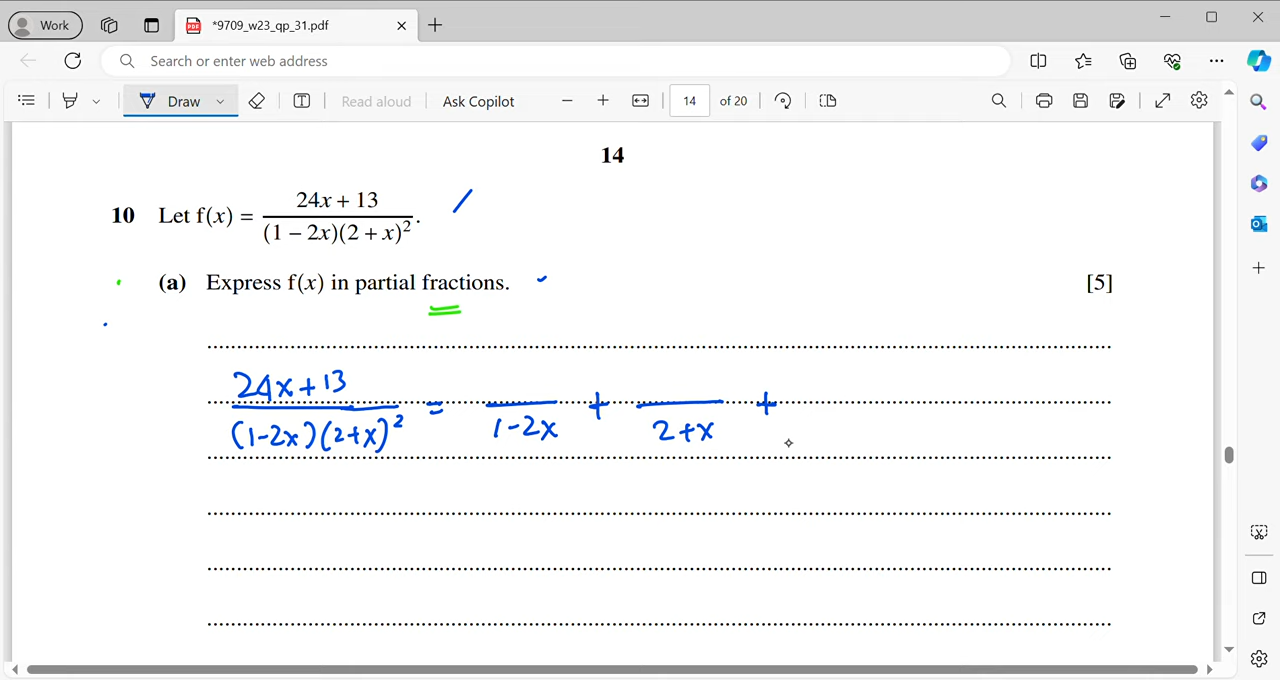 Work
*9709_w23_qp_31.pdf
Search or enter web address
Draw
Read aloud
Ask Copilot
14
of 20
14
10 Let f(x) = (24x + 13)/((1 − 2x)(2 + x)²).
(a) Express f(x) in partial fractions. [5]
(24x+13)/((1-2x)(2+x)²) = /(1-2x) + /(2+x) +